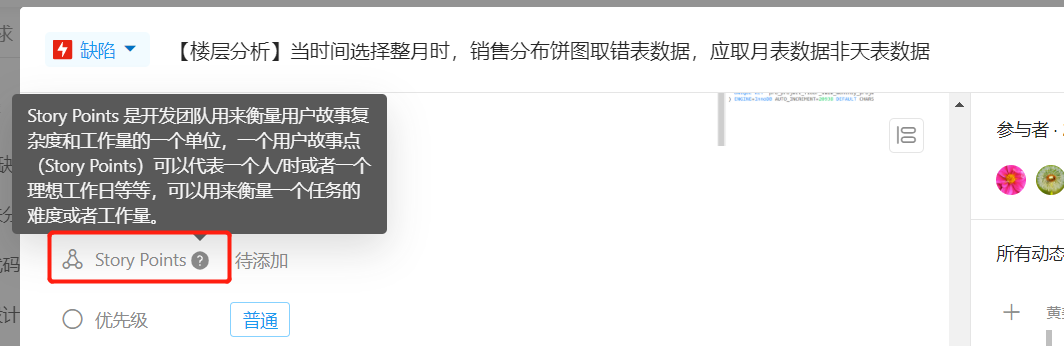 求
缺陷
【楼层分析】当时间选择整月时，销售分布饼图取错表数据，应取月表数据非天表数据
Story Points 是开发团队用来衡量用户故事复
杂度和工作量的一个单位，一个用户故事点
（Story Points）可以代表一个人/时或者一个
理想工作日等等，可以用来衡量一个任务的
难度或者工作量。
参与者 ·
缺
Story Points
待添加
所有动态
优先级
普通